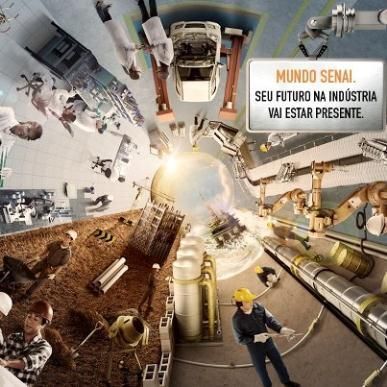 MUNDO SENAI.
SEU FUTURO NA INDÚSTRIA
VAI ESTAR PRESENTE.